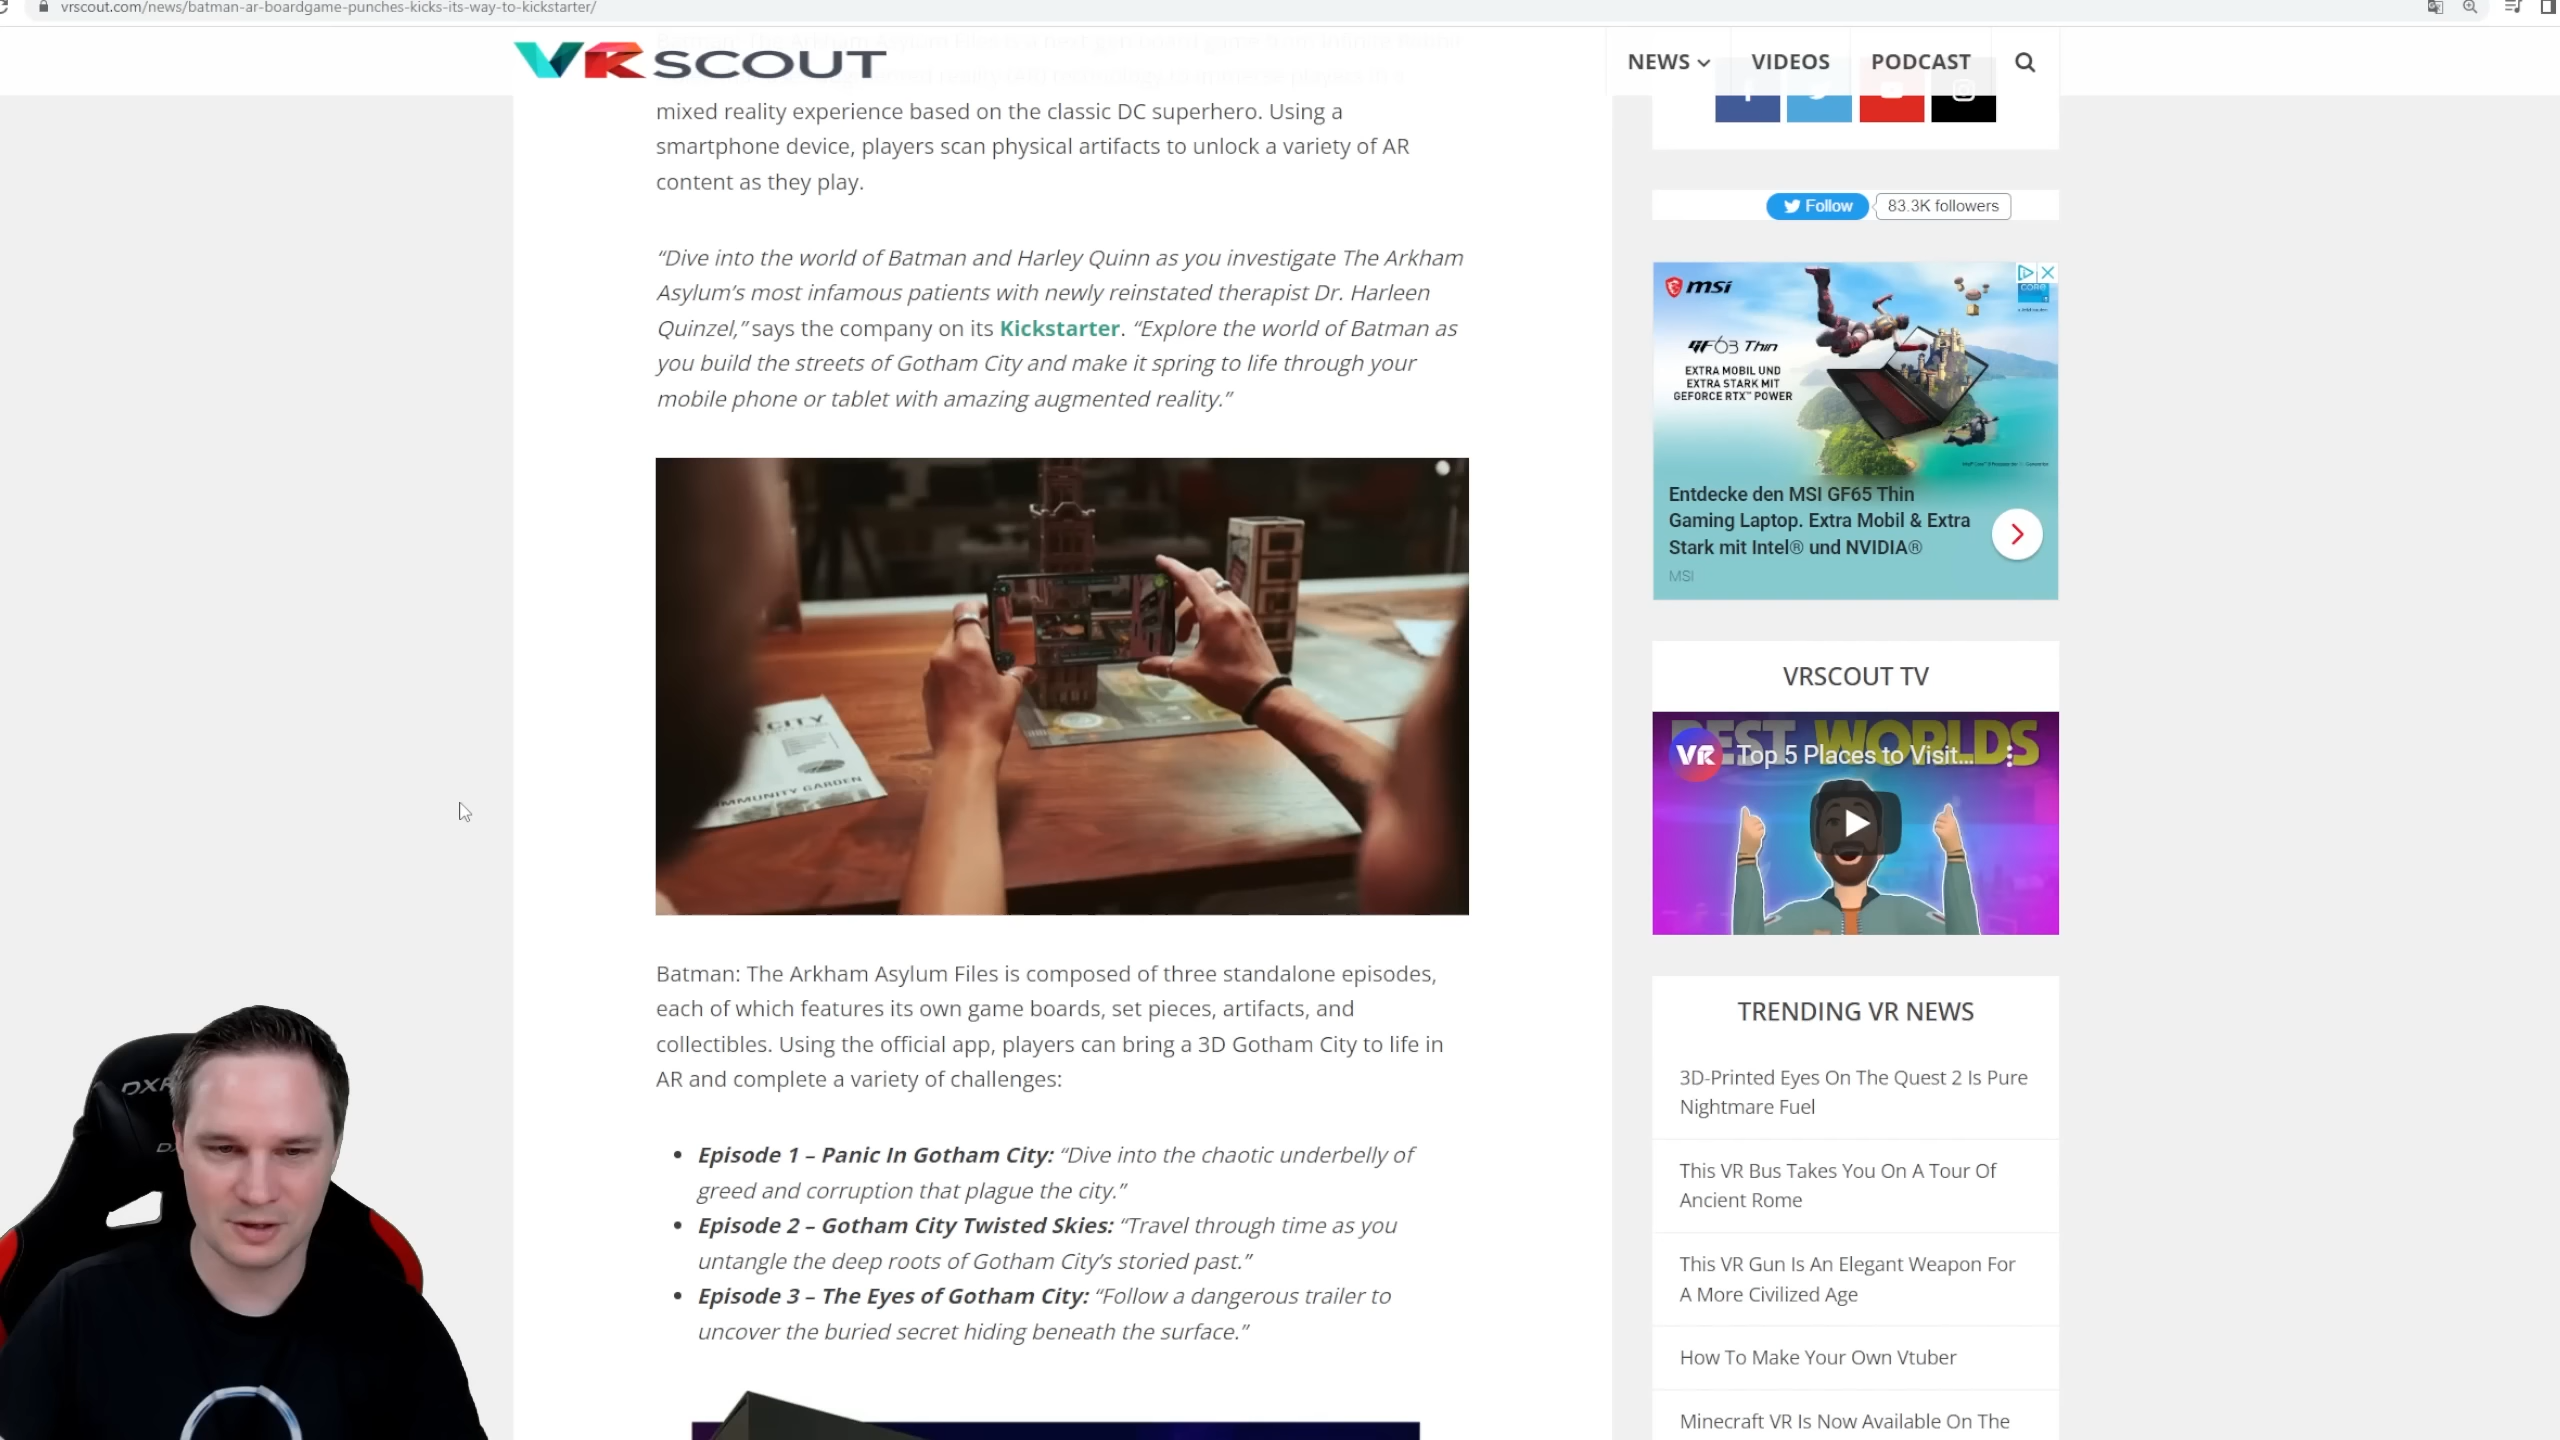 vrscout.com/news/batman-ar-boardgame-punches-kicks-its-way-to-kickstarter/
VR SCOUT
NEWS
VIDEOS
PODCAST
mixed reality experience based on the classic DC superhero. Using a
smartphone device, players scan physical artifacts to unlock a variety of AR
content as they play.
“Dive into the world of Batman and Harley Quinn as you investigate The Arkham
Asylum’s most infamous patients with newly reinstated therapist Dr. Harleen
Quinzel,” says the company on its Kickstarter. “Explore the world of Batman as
you build the streets of Gotham City and make it spring to life through your
mobile phone or tablet with amazing augmented reality.”
CITY
COMMUNITY GARDEN
Batman: The Arkham Asylum Files is composed of three standalone episodes,
each of which features its own game boards, set pieces, artifacts, and
collectibles. Using the official app, players can bring a 3D Gotham City to life in
AR and complete a variety of challenges:
• Episode 1 – Panic In Gotham City: “Dive into the chaotic underbelly of
greed and corruption that plague the city.”
• Episode 2 – Gotham City Twisted Skies: “Travel through time as you
untangle the deep roots of Gotham City’s storied past.”
• Episode 3 – The Eyes of Gotham City: “Follow a dangerous trailer to
uncover the buried secret hiding beneath the surface.”
Follow
83.3K followers
msi
GF63 Thin
EXTRA MOBIL UND
EXTRA STARK MIT
GEFORCE RTX™ POWER
CORE
Entdecke den MSI GF65 Thin
Gaming Laptop. Extra Mobil & Extra
Stark mit Intel® und NVIDIA®
MSI
VRSCOUT TV
BEST WORLDS
VR
Top 5 Places to Visit...
TRENDING VR NEWS
3D-Printed Eyes On The Quest 2 Is Pure
Nightmare Fuel
This VR Bus Takes You On A Tour Of
Ancient Rome
This VR Gun Is An Elegant Weapon For
A More Civilized Age
How To Make Your Own Vtuber
Minecraft VR Is Now Available On The